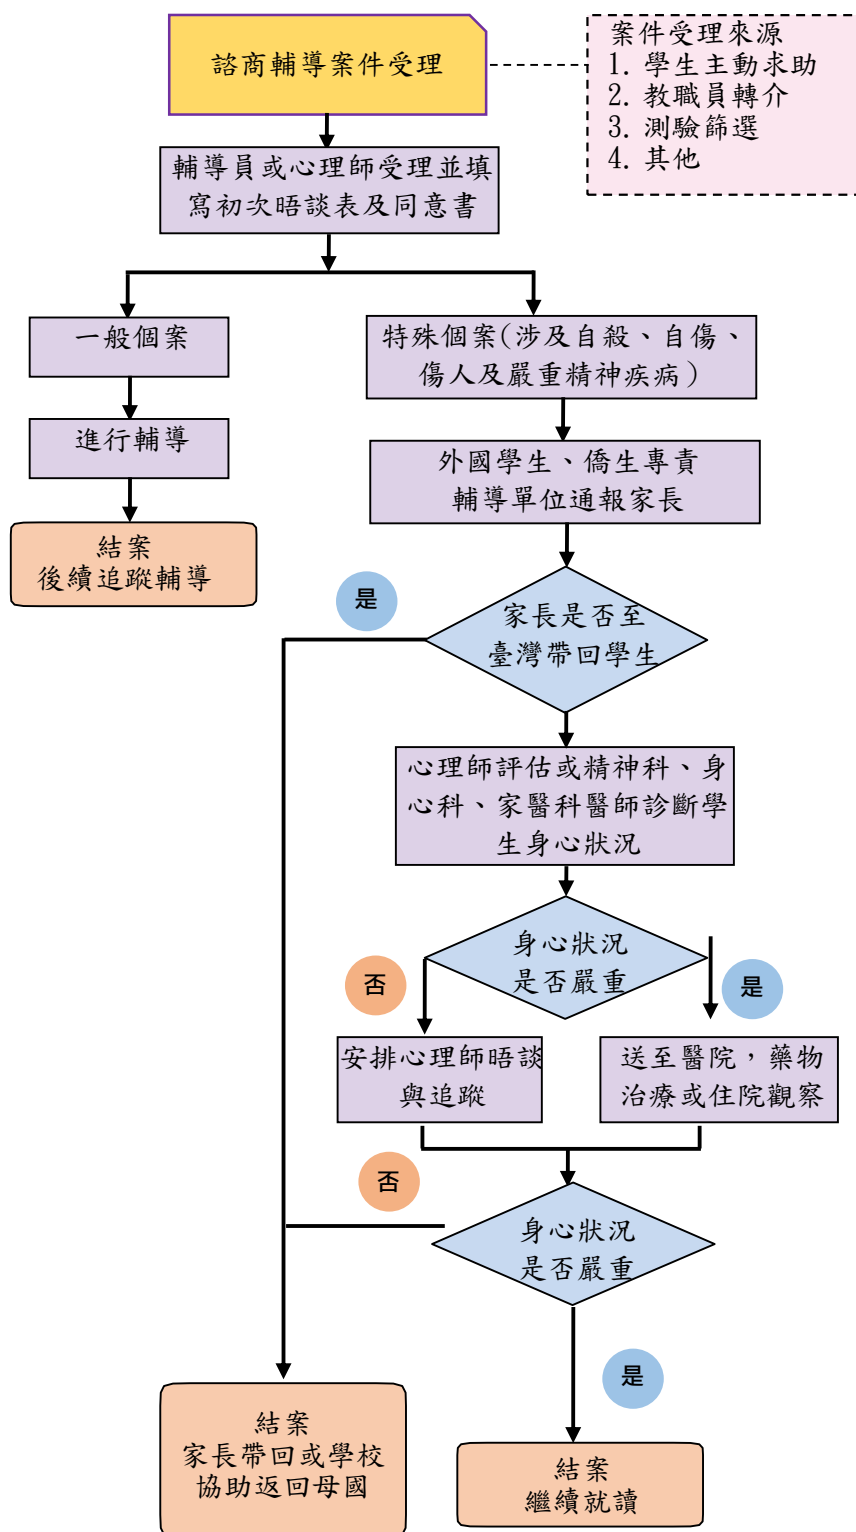 諮商輔導案件受理
案件受理來源
1. 學生主動求助
2. 教職員轉介
3. 測驗篩選
4. 其他
輔導員或心理師受理並填
寫初次晤談表及同意書
一般個案
特殊個案(涉及自殺、自傷、
傷人及嚴重精神疾病)
進行輔導
外國學生、僑生專責
輔導單位通報家長
結案
後續追蹤輔導
是
家長是否至
臺灣帶回學生
心理師評估或精神科、身
心科、家醫科醫師診斷學
生身心狀況
身心狀況
是否嚴重
否
是
安排心理師晤談
與追蹤
送至醫院，藥物
治療或住院觀察
否
身心狀況
是否嚴重
是
結案
家長帶回或學校
協助返回母國
結案
繼續就讀